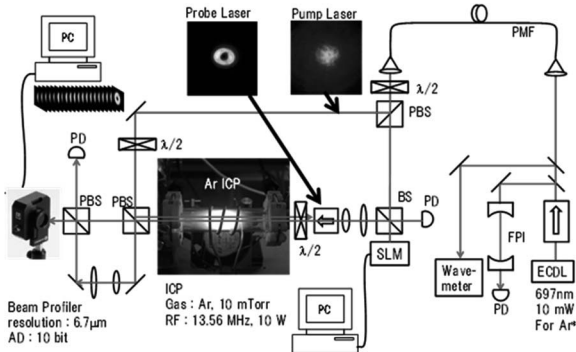 Probe Laser
Pump Laser
PC
PMF
λ/2
PBS
λ/2
PD
Ar ICP
PBS
PBS
BS
PD
λ/2
SLM
FPI
Wave-
meter
ECDL
PD
697nm
10 mW
For Ar*
ICP
Gas : Ar, 10 mTorr
RF : 13.56 MHz, 10 W
PC
Beam Profiler
resolution : 6.7μm
AD : 10 bit